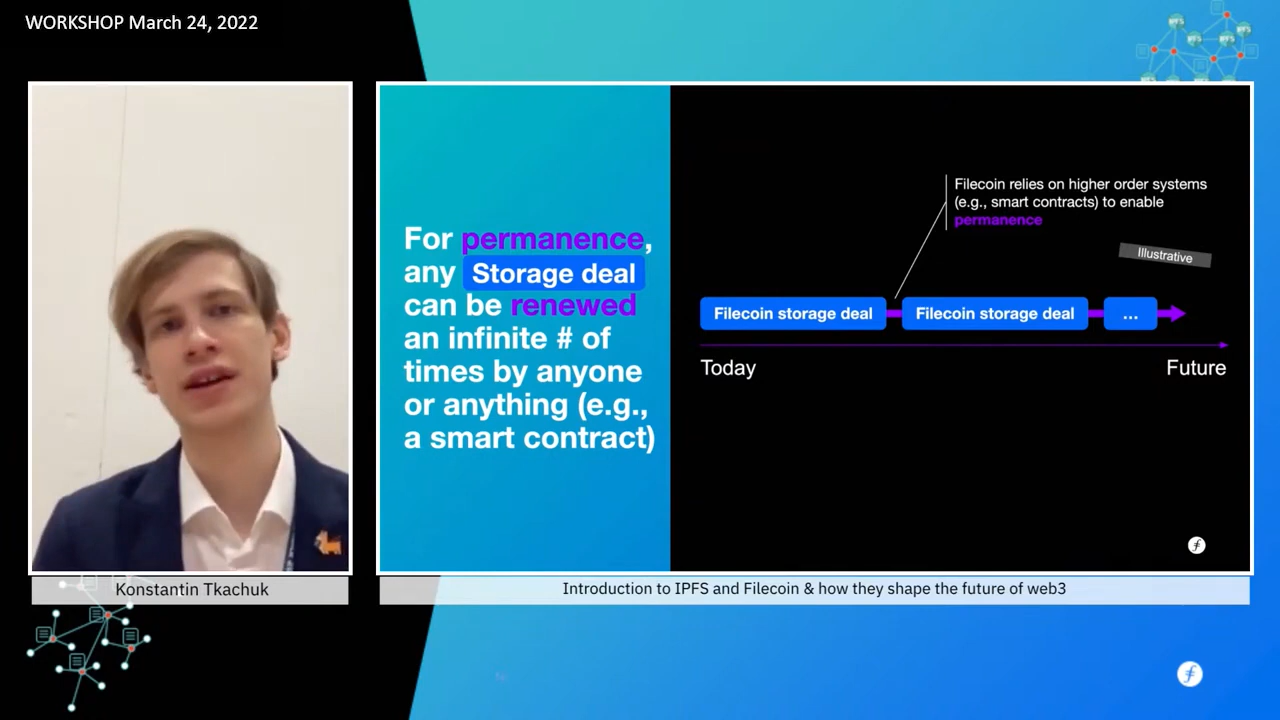 WORKSHOP March 24, 2022
For permanence,
any Storage deal
can be renewed
an infinite # of
times by anyone
or anything (e.g.,
a smart contract)
Filecoin relies on higher order systems
(e.g., smart contracts) to enable
permanence
Illustrative
Filecoin storage deal
Filecoin storage deal
...
Today
Future
Konstantin Tkachuk
Introduction to IPFS and Filecoin & how they shape the future of web3